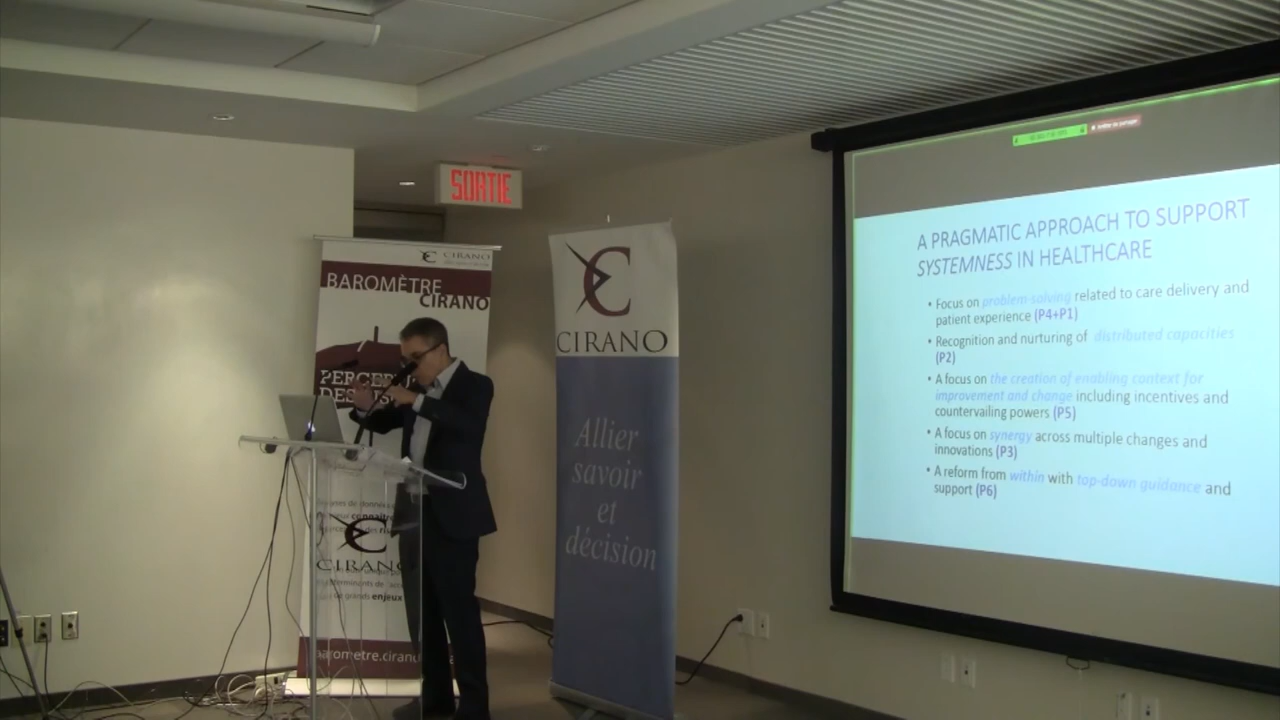 SORTIE
CIRANO
BAROMÈTRE
CIRANO
CIRANO
Allier
savoir
et
décision
CIRANO
enjeux
A PRAGMATIC APPROACH TO SUPPORT
SYSTEMNESS IN HEALTHCARE
• Focus on problem-solving related to care delivery and
patient experience (P4+P1)
• Recognition and nurturing of distributed capacities
(P2)
• A focus on the creation of enabling context for
improvement and change including incentives and
countervailing powers (P5)
• A focus on synergy across multiple changes and
innovations (P3)
• A reform from within with top-down guidance and
support (P6)